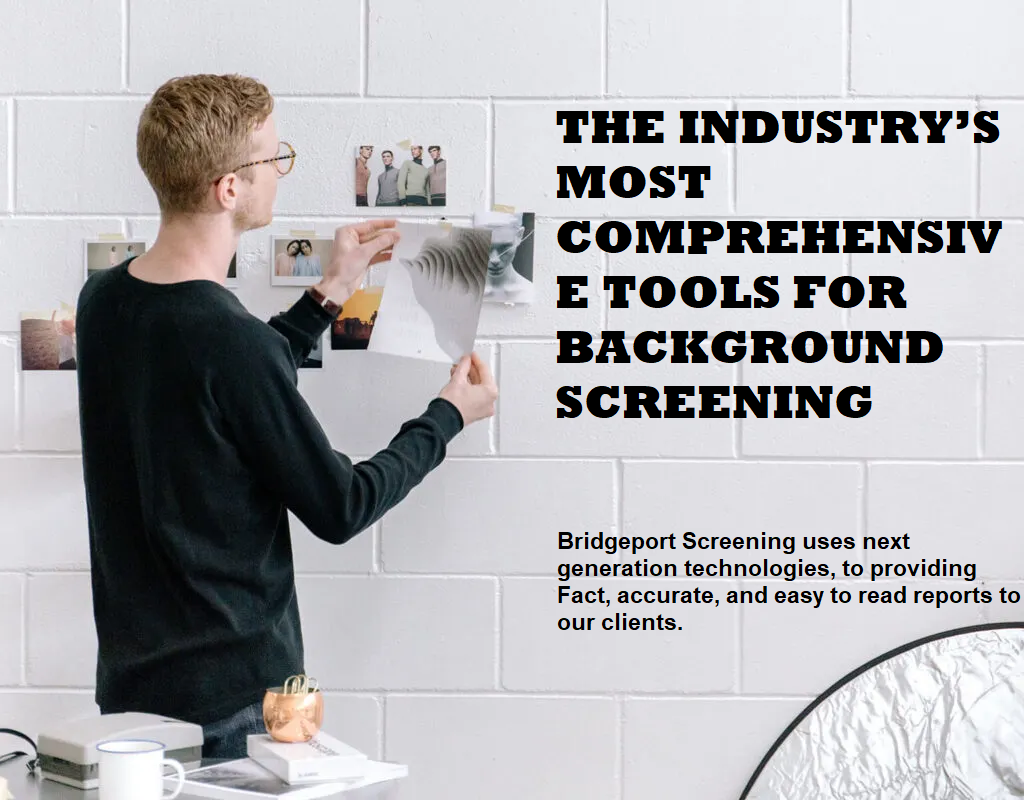 THE INDUSTRY’S
MOST
COMPREHENSIV
E TOOLS FOR
BACKGROUND
SCREENING
Bridgeport Screening uses next
generation technologies, to providing
Fact, accurate, and easy to read reports to
our clients.